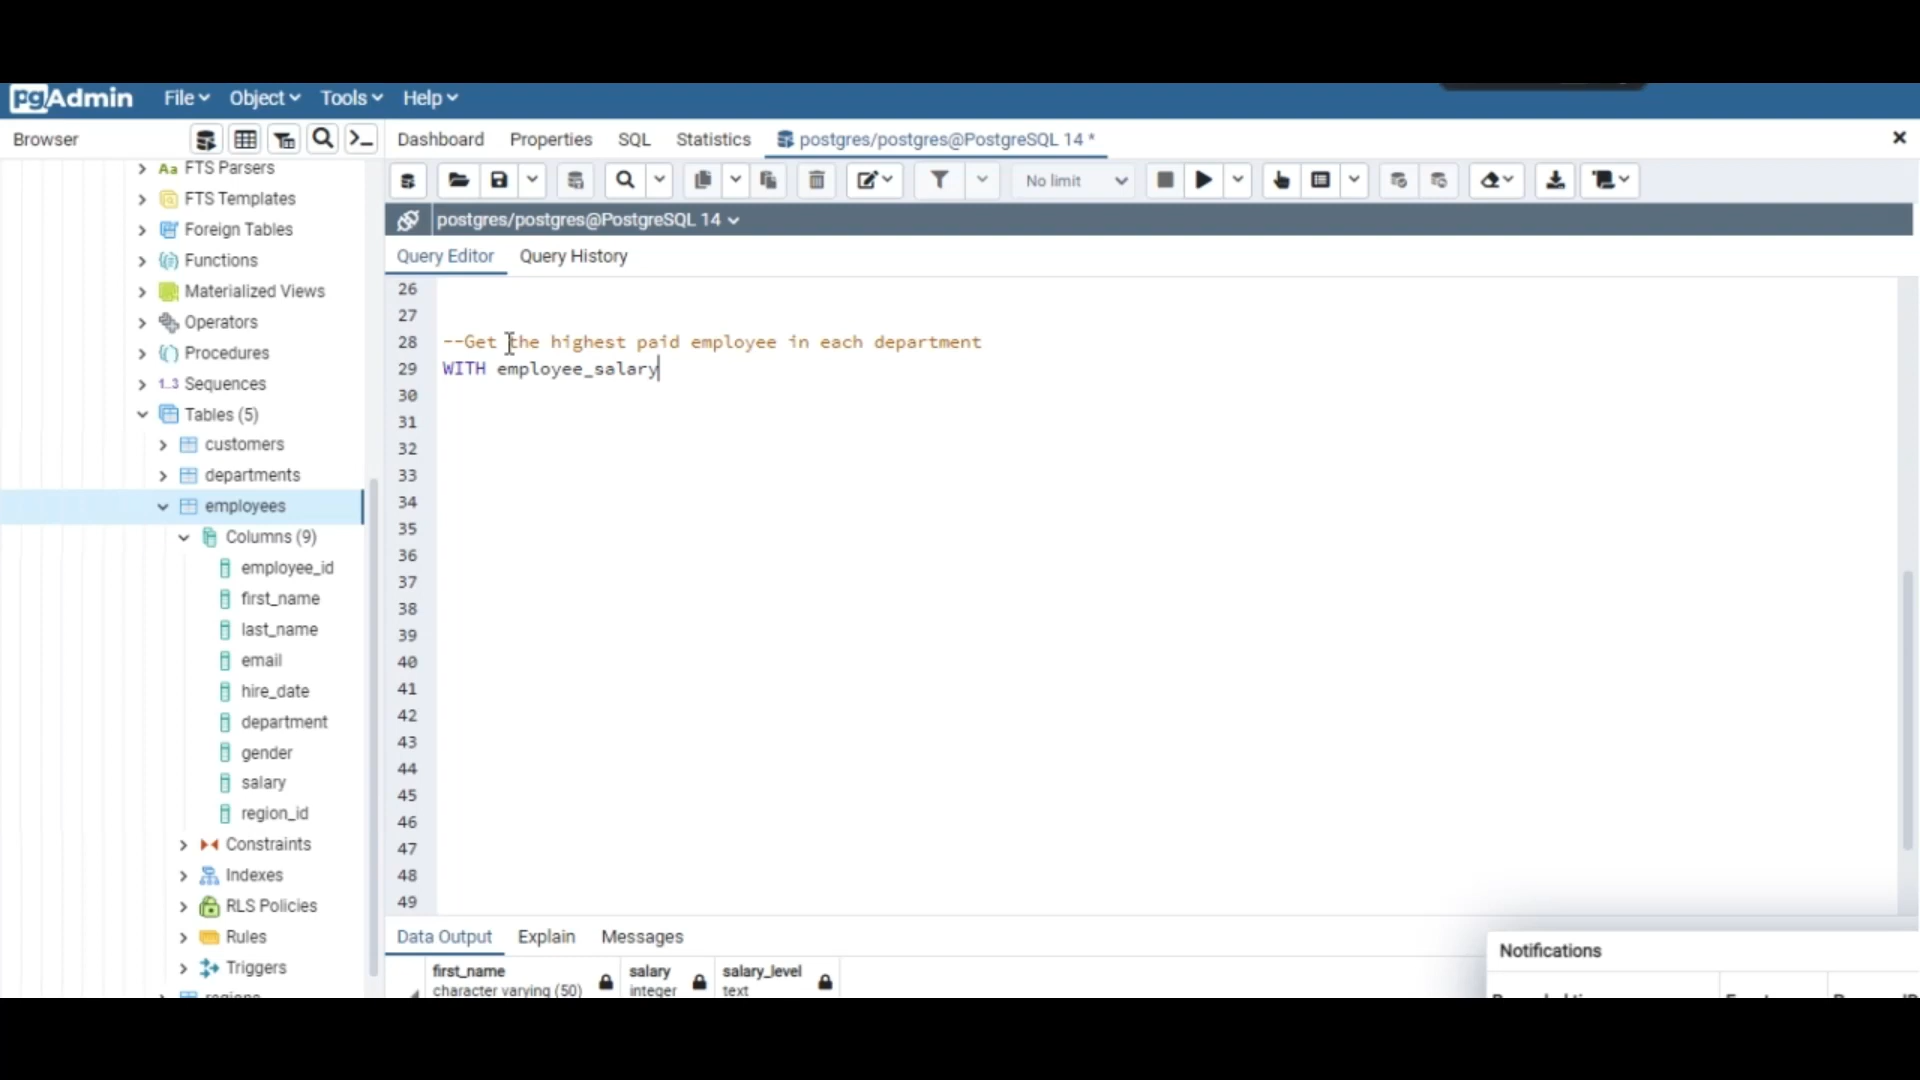 pgAdmin File Object Tools Help
Browser
Dashboard Properties SQL Statistics postgres/postgres@PostgreSQL 14 *
No limit
postgres/postgres@PostgreSQL 14
Query Editor Query History
FTS Parsers
FTS Templates
Foreign Tables
Functions
Materialized Views
Operators
Procedures
1..3 Sequences
Tables (5)
customers
departments
employees
Columns (9)
employee_id
first_name
last_name
email
hire_date
department
gender
salary
region_id
Constraints
Indexes
RLS Policies
Rules
Triggers
regions
26
27
28 --Get the highest paid employee in each department
29 WITH employee_salary
30
31
32
33
34
35
36
37
38
39
40
41
42
43
44
45
46
47
48
49
Data Output Explain Messages
first_name salary salary_level
character varying (50) integer text
Notifications